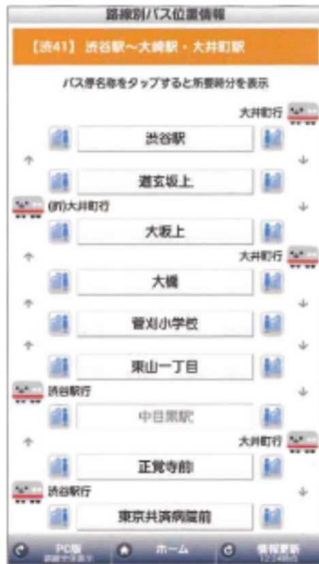 路線別バス位置情報
【渋41】 渋谷駅～大崎駅・大井町駅
バス停名称をタップすると所要時分を表示
大井町行
渋谷駅
道玄坂上
(折)大井町行
大坂上
大井町行
大橋
菅刈小学校
東山一丁目
渋谷駅行
中目黒駅
大井町行
正覚寺前
渋谷駅行
東京共済病院前
PC版 ホーム 情報更新